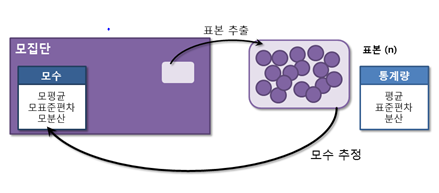 표본 추출
모집단
모수
모평균
모표준편차
모분산
표본 (n)
통계량
평균
표준편차
분산
모수 추정